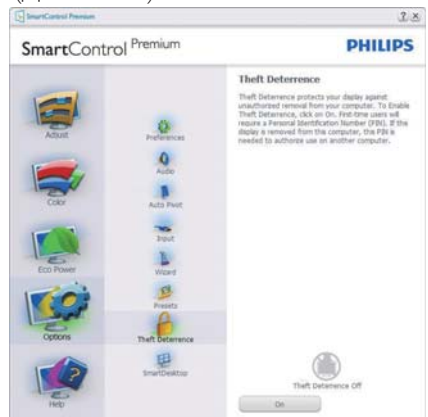 SmartControl Premium
SmartControl Premium
PHILIPS
Adjust
Color
Eco Power
Options
Help
Preferences
Audio
Auto Pivot
Input
Wizard
Presets
Theft Deterrence
SmartDesktop
Theft Deterrence
Theft Deterrence protects your display against
unauthorized removal from your computer. To Enable
Theft Deterrence, click on On. First-time users will
require a Personal Identification Number (PIN). If the
display is removed from this computer, this PIN is
needed to authorize use on another computer.
Theft Deterrence Off
On